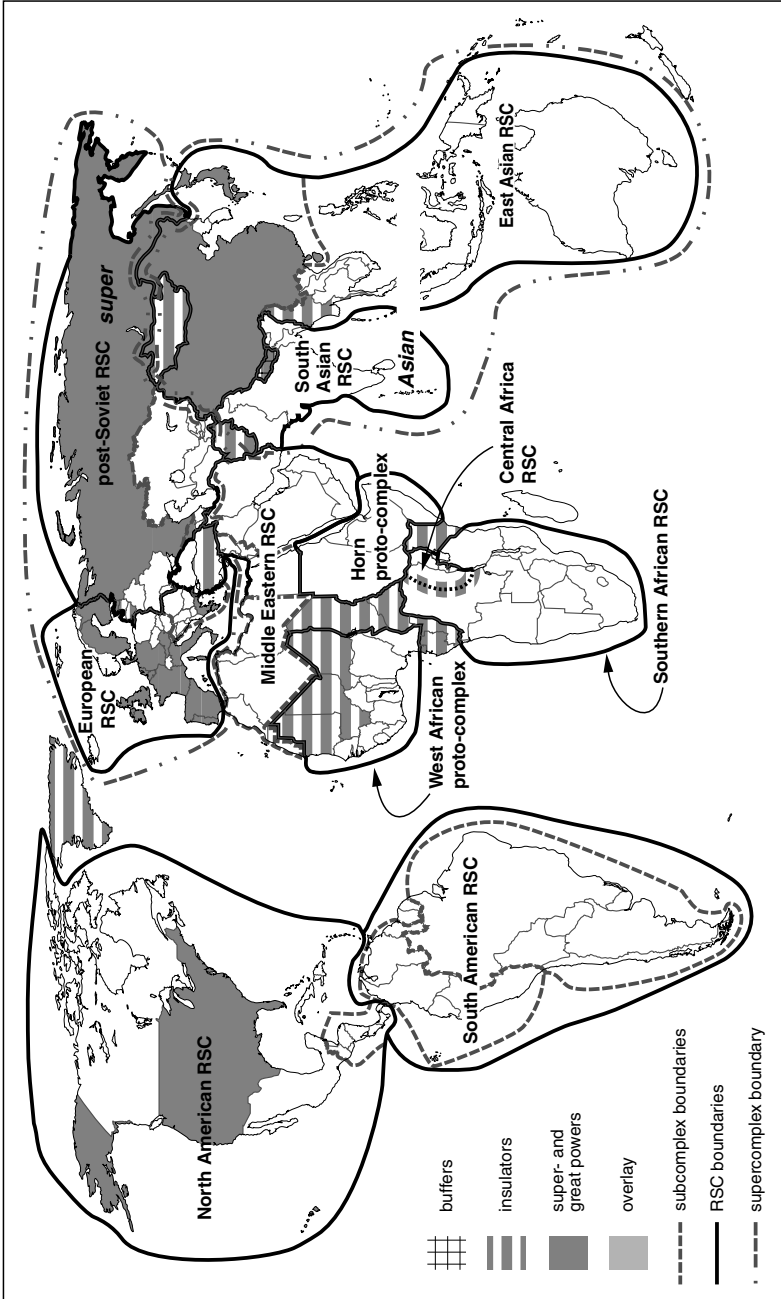 North American RSC
South American RSC
European
RSC
post-Soviet RSC
super
Middle Eastern RSC
South
Asian
RSC
Asian
East Asian RSC
Horn
proto-complex
West African
proto-complex
Central Africa
RSC
Southern African RSC
buffers
insulators
super- and
great powers
overlay
subcomplex boundaries
RSC boundaries
supercomplex boundary